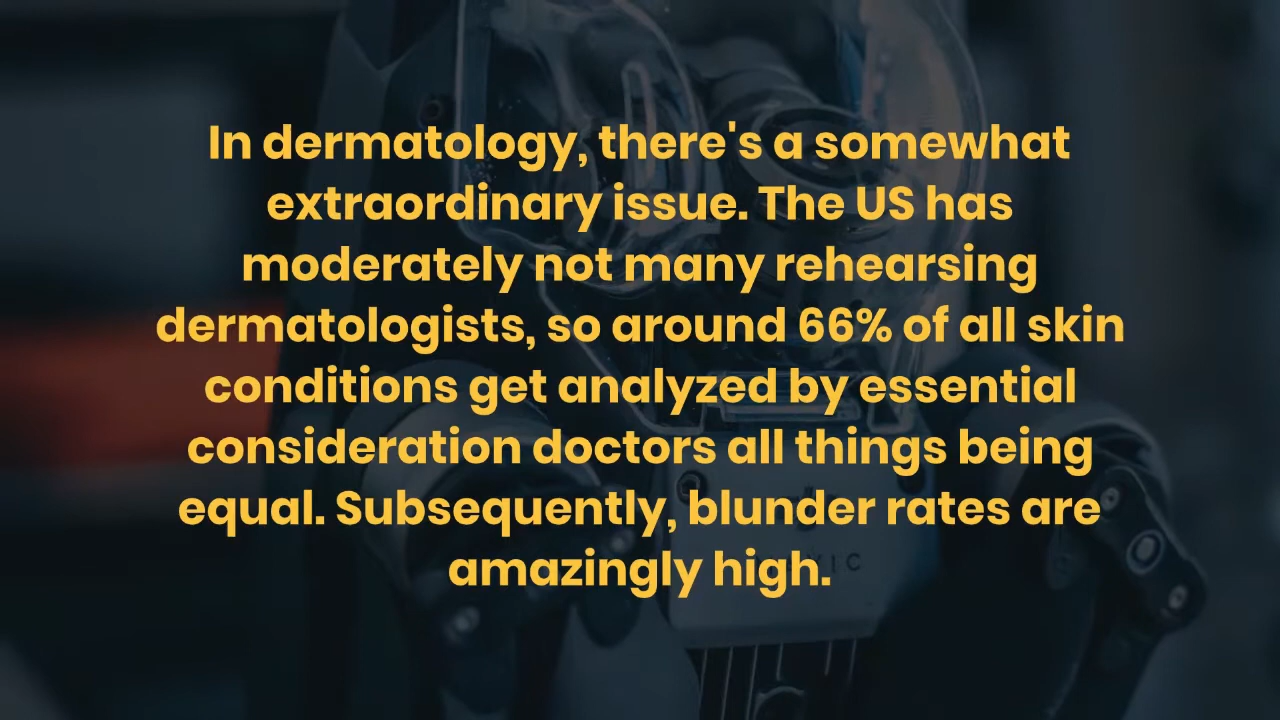 In dermatology, there's a somewhat
extraordinary issue. The US has
moderately not many rehearsing
dermatologists, so around 66% of all skin
conditions get analyzed by essential
consideration doctors all things being
equal. Subsequently, blunder rates are
amazingly high.